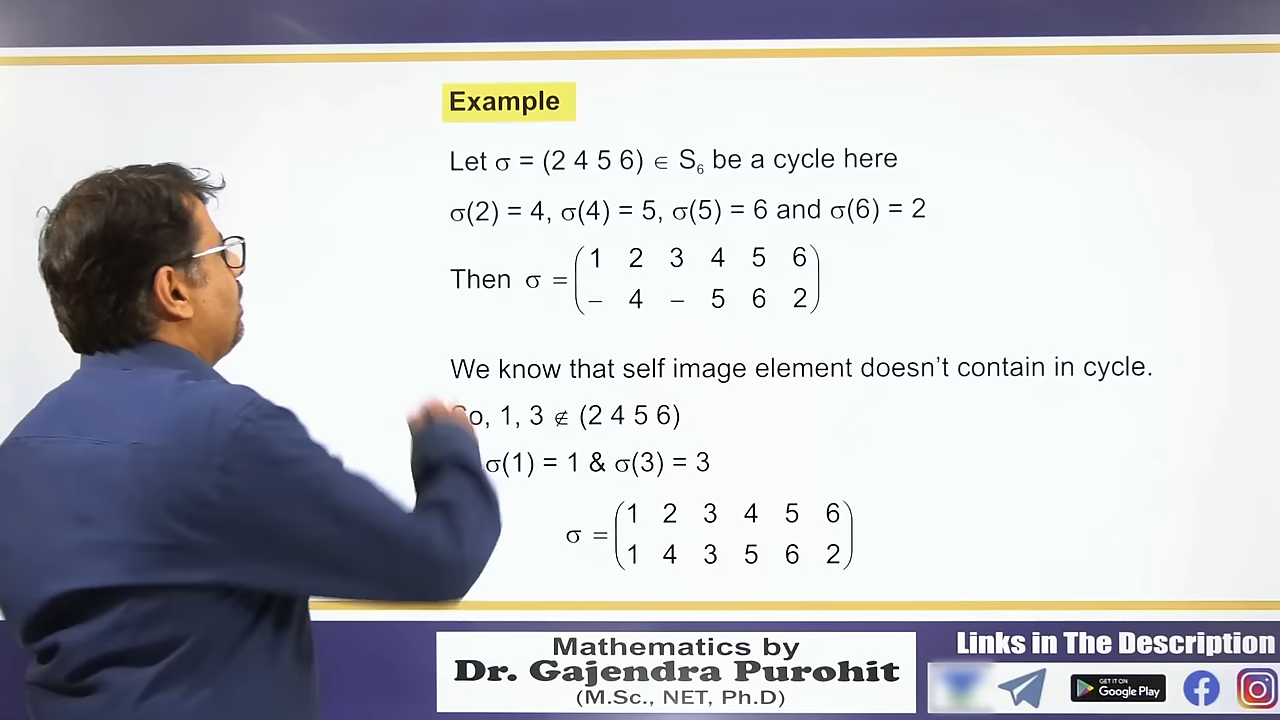 Example
Let σ = (2 4 5 6) ∈ S₆ be a cycle here
σ(2) = 4, σ(4) = 5, σ(5) = 6 and σ(6) = 2
Then σ = (1 2 3 4 5 6
– 4 – 5 6 2)
We know that self image element doesn't contain in cycle.
1, 3 ∉ (2 4 5 6)
σ(1) = 1 & σ(3) = 3
σ = (1 2 3 4 5 6
1 4 3 5 6 2)
Mathematics by
Dr. Gajendra Purohit
(M.Sc., NET, Ph.D)
Links in The Description
GET IT ON
Google Play